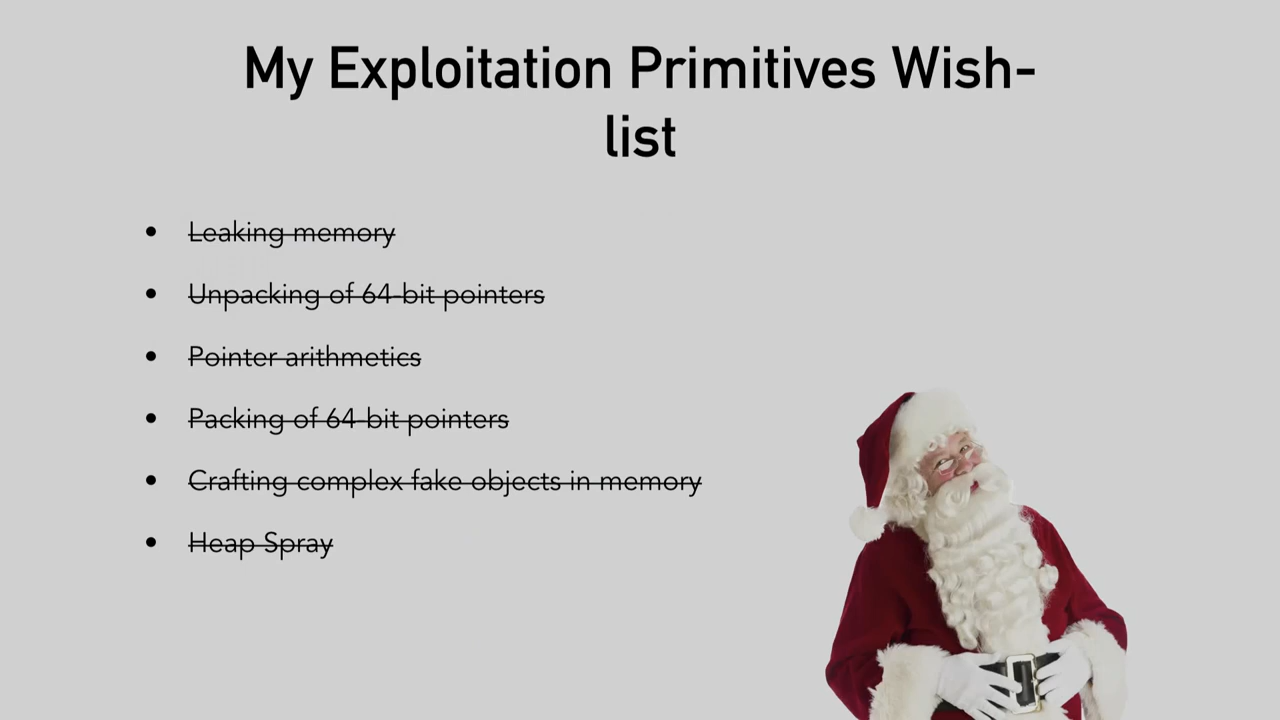 My Exploitation Primitives Wish-
list
• Leaking memory
• Unpacking of 64-bit pointers
• Pointer arithmetics
• Packing of 64-bit pointers
• Crafting complex fake objects in memory
• Heap Spray